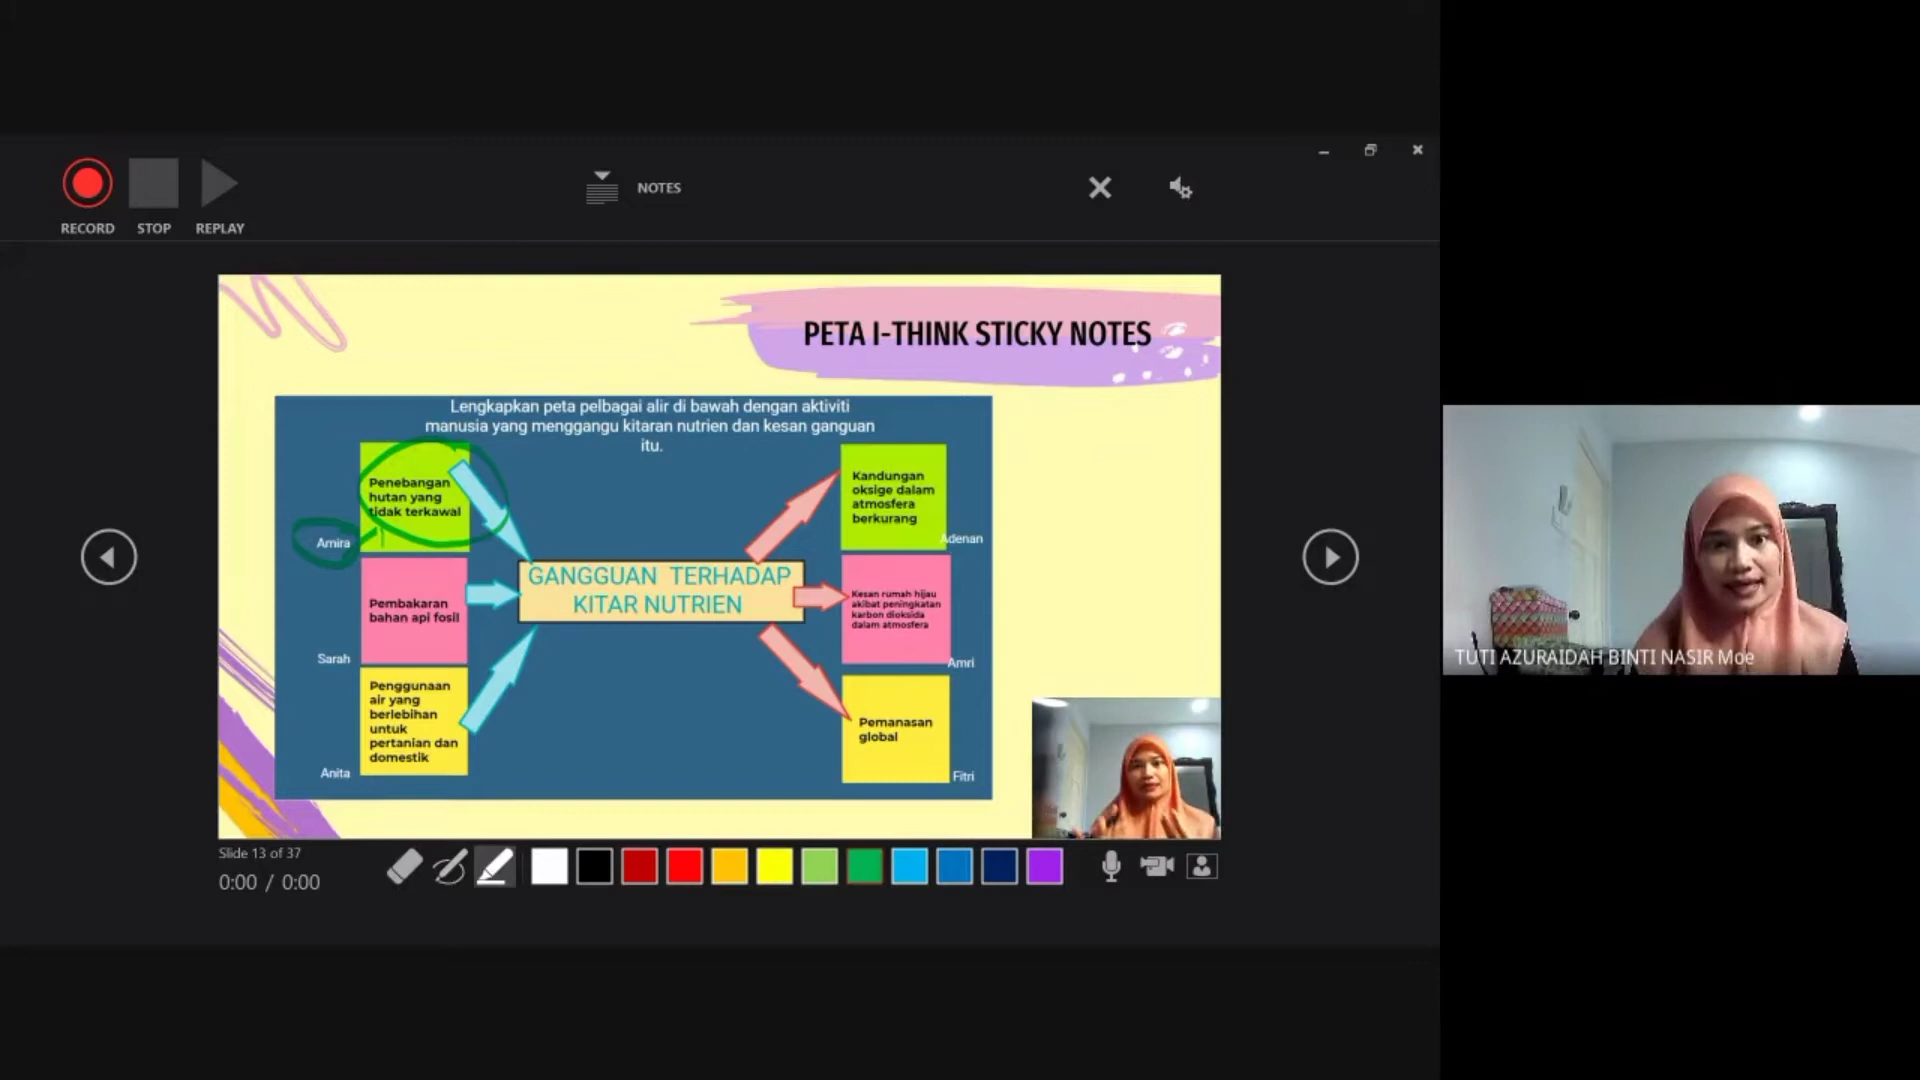 NOTES
RECORD
STOP
REPLAY
PETA I-THINK STICKY NOTES
Lengkapkan peta pelbagai alir di bawah dengan aktiviti
manusia yang menggangu kitaran nutrien dan kesan ganguan
itu.
Penebangan
hutan yang
tidak terkawal
Amira
Pembakaran
bahan api fosil
Sarah
Penggunaan
air yang
berlebihan
untuk
pertanian dan
domestik
Anita
GANGGUAN TERHADAP
KITAR NUTRIEN
Kandungan
oksige dalam
atmosfera
berkurang
Adenan
Kesan rumah hijau
akibat peningkatan
karbon dioksida
dalam atmosfera
Amri
Pemanasan
global
Fitri
Slide 13 of 37
0:00 / 0:00
TUTI AZURAIDAH BINTI NASIR Moe